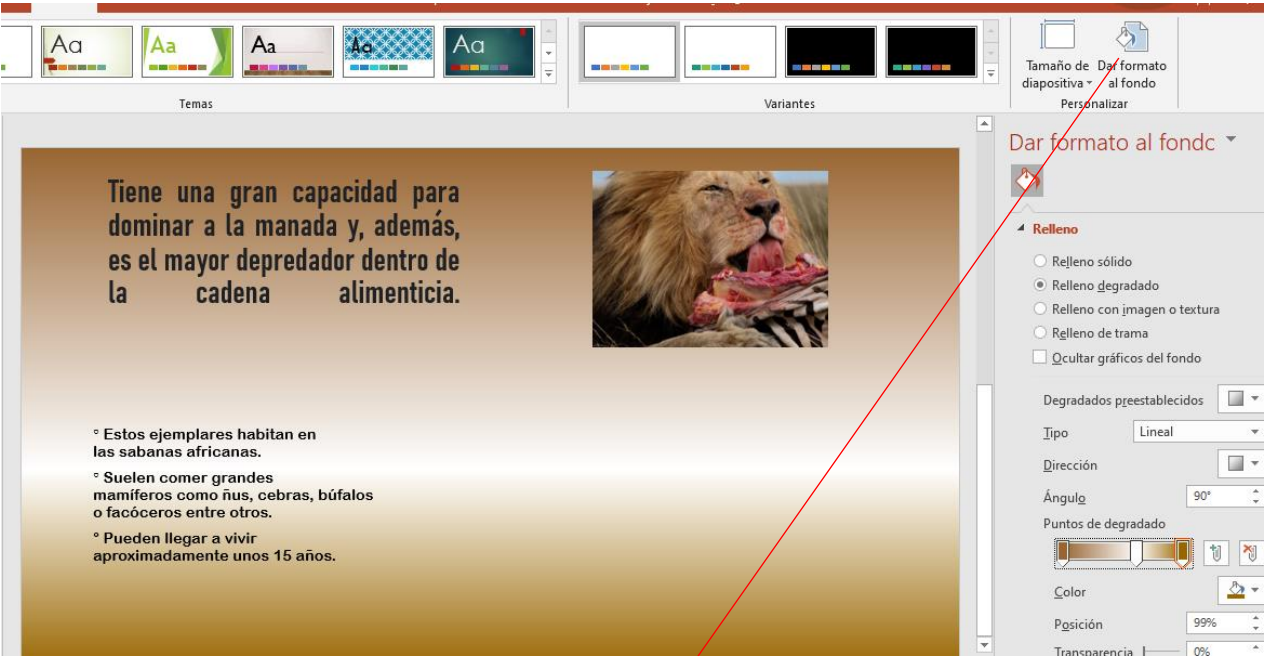 Aa
Aa
Aa
Aa
Aa
Temas
Variantes
Tamaño de diapositiva
Dar formato al fondo
Personalizar
Dar formato al fondc
Relleno
Relleno sólido
Relleno degradado
Relleno con imagen o textura
Relleno de trama
Ocultar gráficos del fondo
Degradados preestablecidos
Tipo Lineal
Dirección
Ángulo 90°
Puntos de degradado
Color
Posición 99%
Transparencia 0%
Tiene una gran capacidad para
dominar a la manada y, además,
es el mayor depredador dentro de
la cadena alimenticia.
° Estos ejemplares habitan en
las sabanas africanas.
° Suelen comer grandes
mamíferos como ñus, cebras, búfalos
o facóceros entre otros.
° Pueden llegar a vivir
aproximadamente unos 15 años.